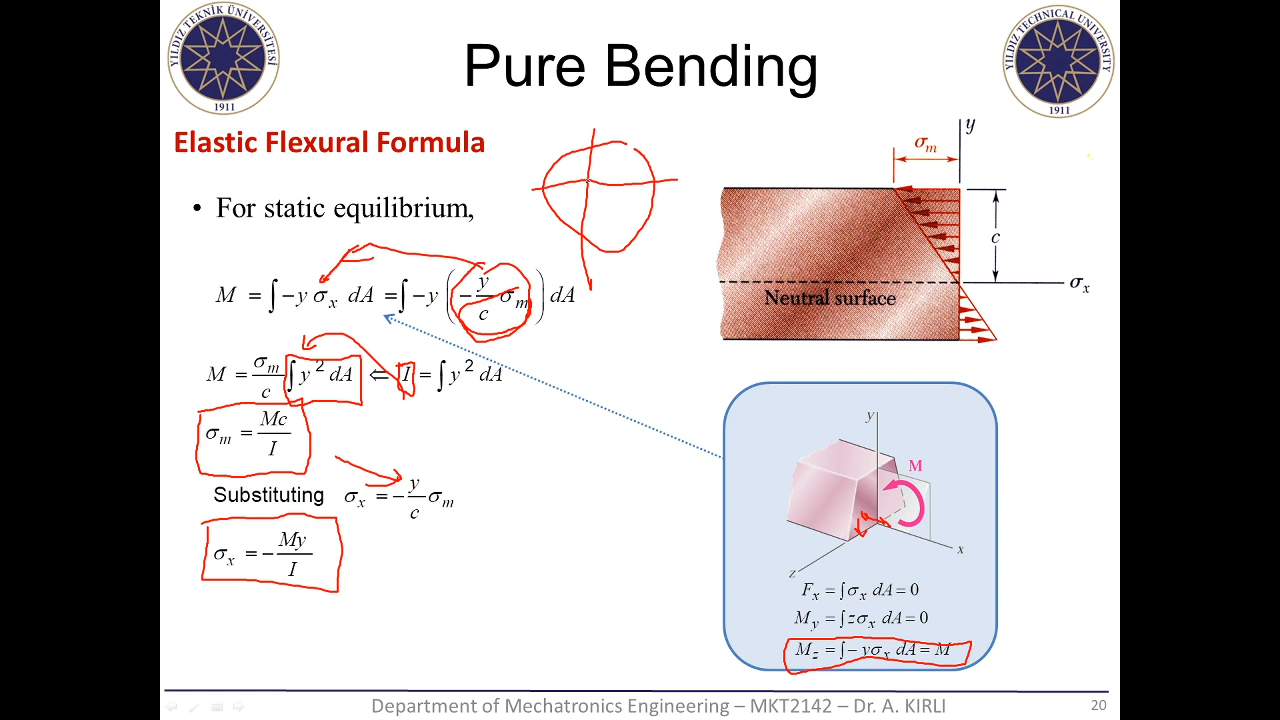 YILDIZ TEKNİK ÜNİVERSİTESİ
1911
Pure Bending
YILDIZ TECHNICAL UNIVERSITY
1911
Elastic Flexural Formula
• For static equilibrium,
M = ∫ −y σx dA = ∫ −y (−y/c σm) dA
M = σm/c ∫ y² dA ⇐ I = ∫ y² dA
σm = Mc/I
Substituting σx = −y/c σm
σx = −My/I
σm
y
c
σx
Neutral surface
y
M
x
z
Fx = ∫σx dA = 0
My = ∫zσx dA = 0
Mz = ∫−yσx dA = M
Department of Mechatronics Engineering – MKT2142 – Dr. A. KIRLI
20